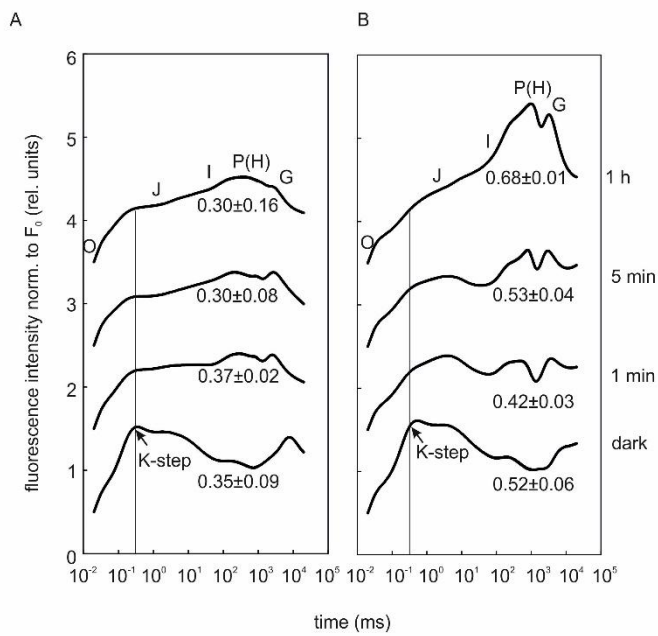 A
B
6
5
4
3
2
1
0
fluorescence intensity norm. to F0 (rel. units)
O
J
I
P(H)
G
0.30±0.16
0.30±0.08
0.37±0.02
K-step
0.35±0.09
10-2 10-1 100 101 102 103 104 105
O
J
I
P(H)
G
0.68±0.01
1 h
0.53±0.04
5 min
0.42±0.03
1 min
dark
K-step
0.52±0.06
10-2 10-1 100 101 102 103 104 105
time (ms)